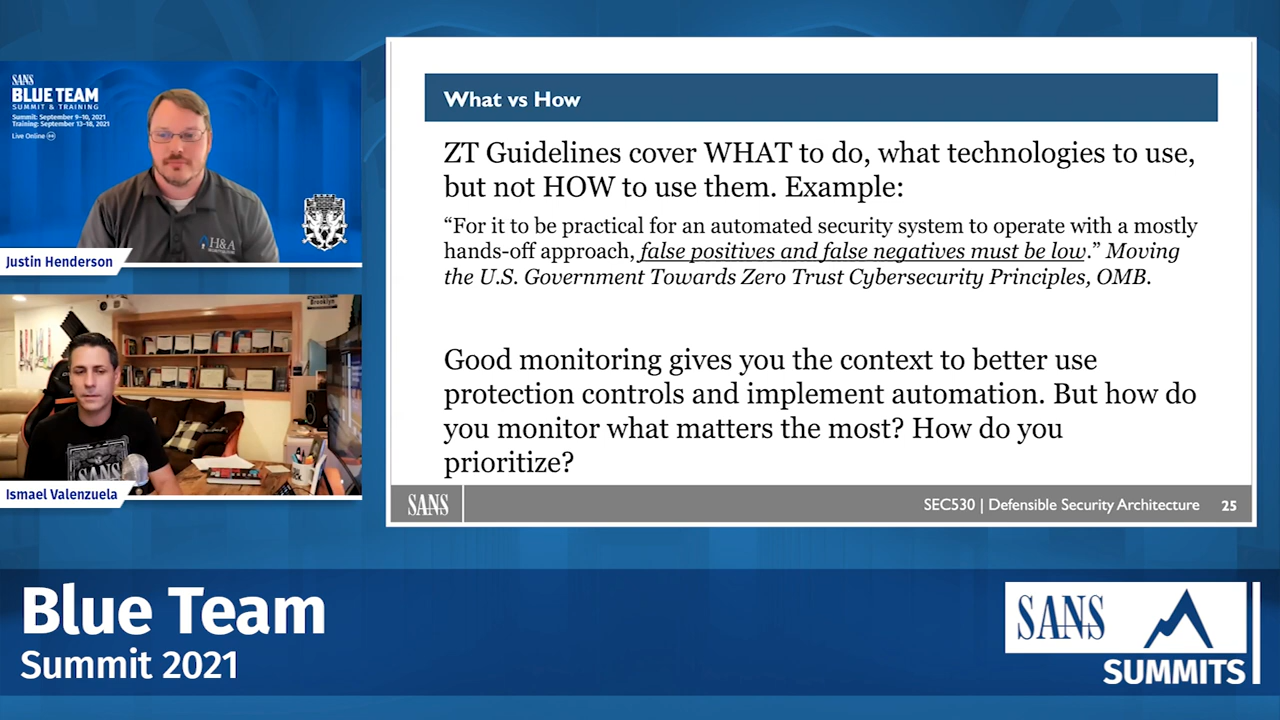 SANS
BLUE TEAM
SUMMIT & TRAINING
Summit: September 9-10, 2021
Training: September 13-18, 2021
Live Online
H&A
Justin Henderson
Brooklyn
SANS
Ismael Valenzuela
What vs How
ZT Guidelines cover WHAT to do, what technologies to use,
but not HOW to use them. Example:
“For it to be practical for an automated security system to operate with a mostly
hands-off approach, false positives and false negatives must be low.” Moving
the U.S. Government Towards Zero Trust Cybersecurity Principles, OMB.
Good monitoring gives you the context to better use
protection controls and implement automation. But how do
you monitor what matters the most? How do you
prioritize?
SANS
SEC530 | Defensible Security Architecture 25
Blue Team
Summit 2021
SANS
SUMMITS